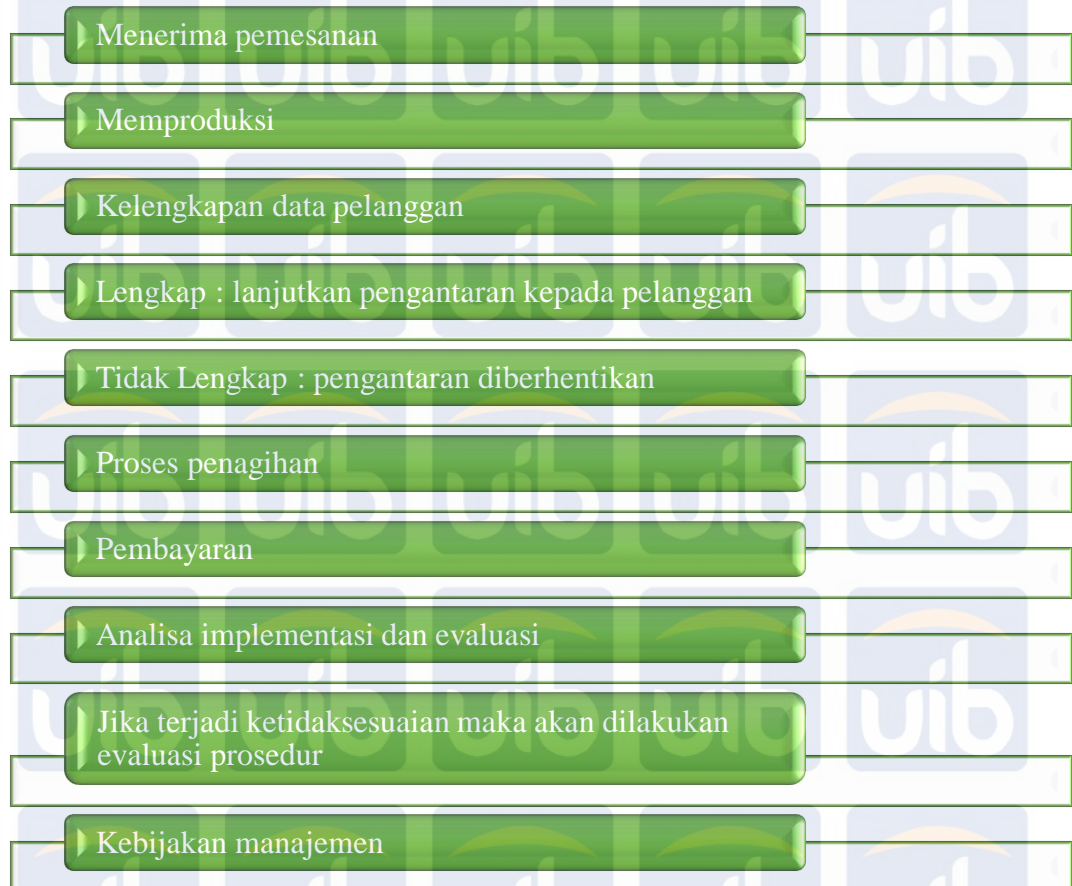 Menerima pemesanan
Memproduksi
Kelengkapan data pelanggan
Lengkap : lanjutkan pengantaran kepada pelanggan
Tidak Lengkap : pengantaran diberhentikan
Proses penagihan
Pembayaran
Analisa implementasi dan evaluasi
Jika terjadi ketidaksesuaian maka akan dilakukan
evaluasi prosedur
Kebijakan manajemen